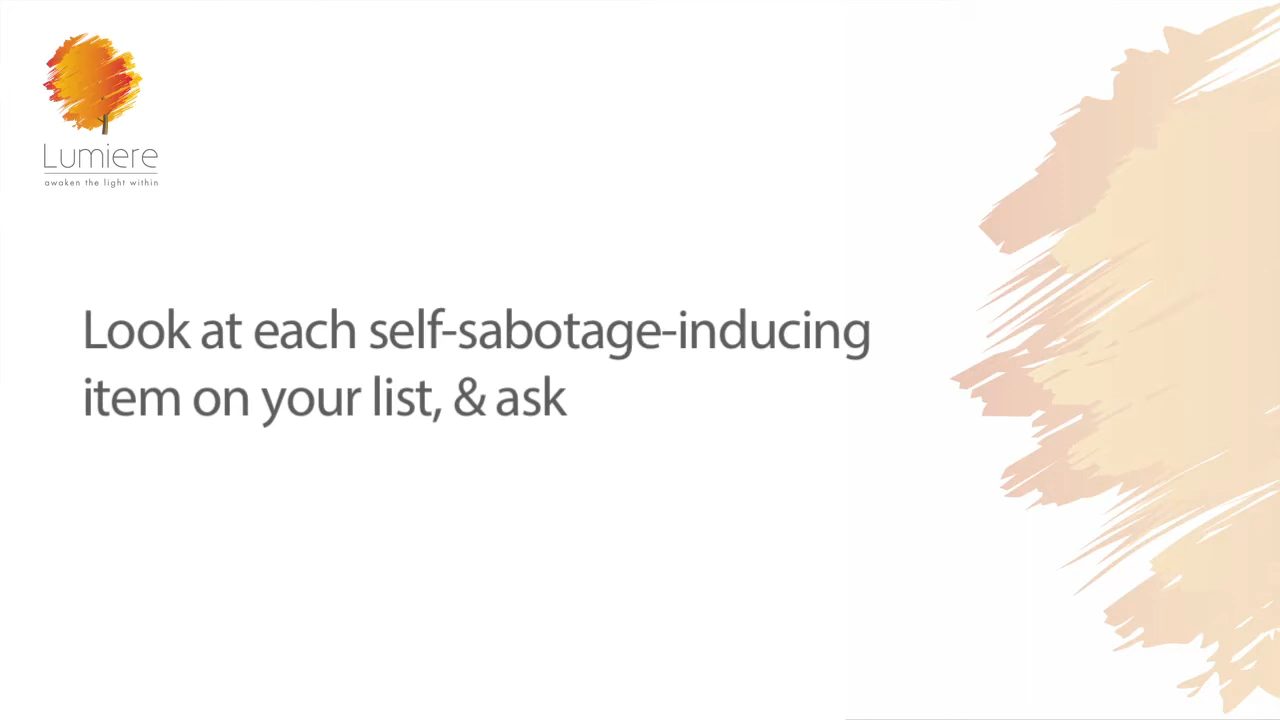 Lumiere
awaken the light within
Look at each self-sabotage-inducing
item on your list, & ask